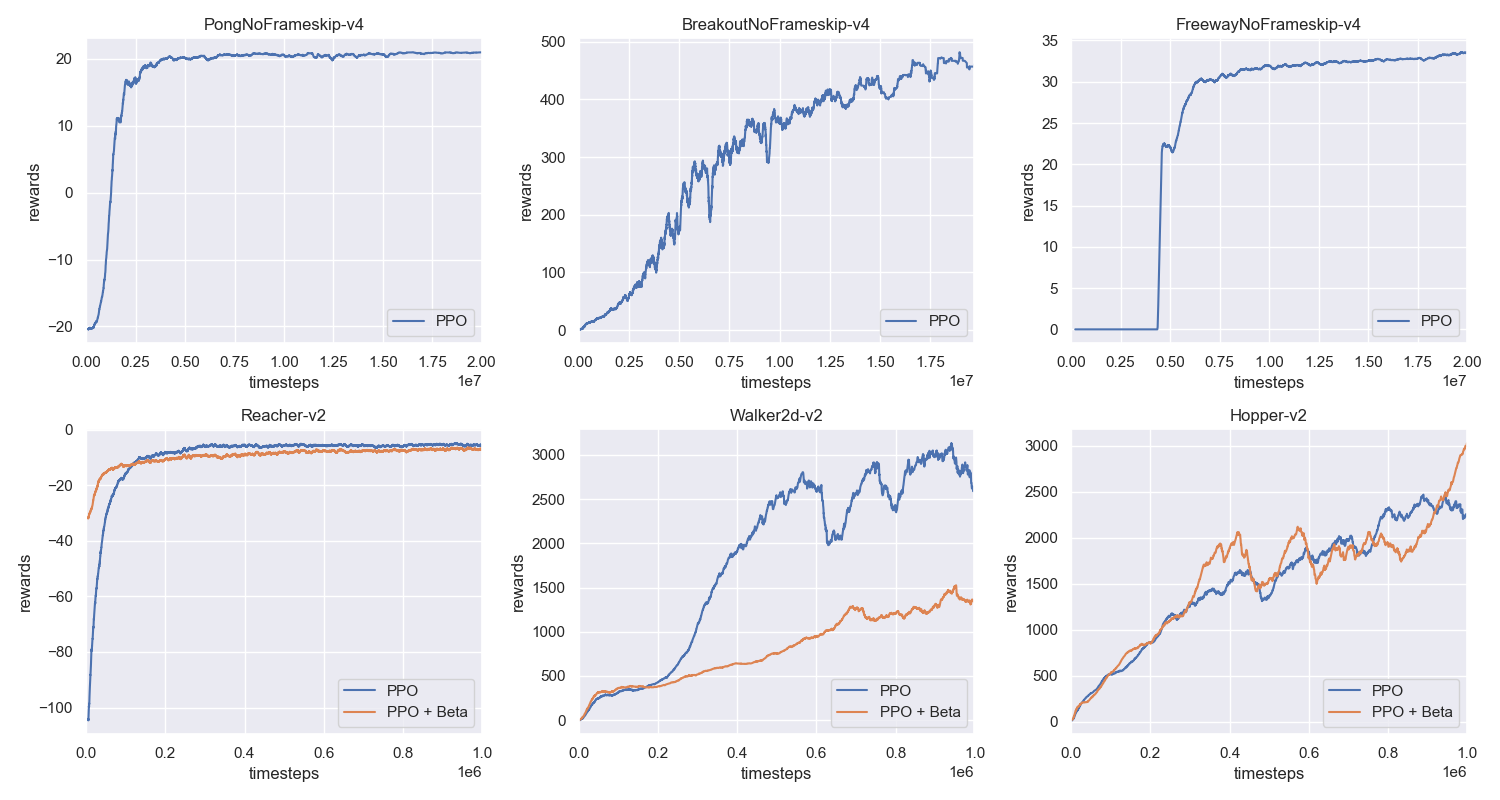 PongNoFrameskip-v4
rewards
20
10
0
−10
−20
PPO
0.00 0.25 0.50 0.75 1.00 1.25 1.50 1.75 2.00
timesteps
1e7
BreakoutNoFrameskip-v4
rewards
500
400
300
200
100
0
PPO
0.00 0.25 0.50 0.75 1.00 1.25 1.50 1.75
timesteps
1e7
FreewayNoFrameskip-v4
rewards
35
30
25
20
15
10
5
0
PPO
0.00 0.25 0.50 0.75 1.00 1.25 1.50 1.75 2.00
timesteps
1e7
Reacher-v2
rewards
0
−20
−40
−60
−80
−100
PPO
PPO + Beta
0.0 0.2 0.4 0.6 0.8 1.0
timesteps
1e6
Walker2d-v2
rewards
3000
2500
2000
1500
1000
500
0
PPO
PPO + Beta
0.0 0.2 0.4 0.6 0.8 1.0
timesteps
1e6
Hopper-v2
rewards
3000
2500
2000
1500
1000
500
0
PPO
PPO + Beta
0.0 0.2 0.4 0.6 0.8 1.0
timesteps
1e6